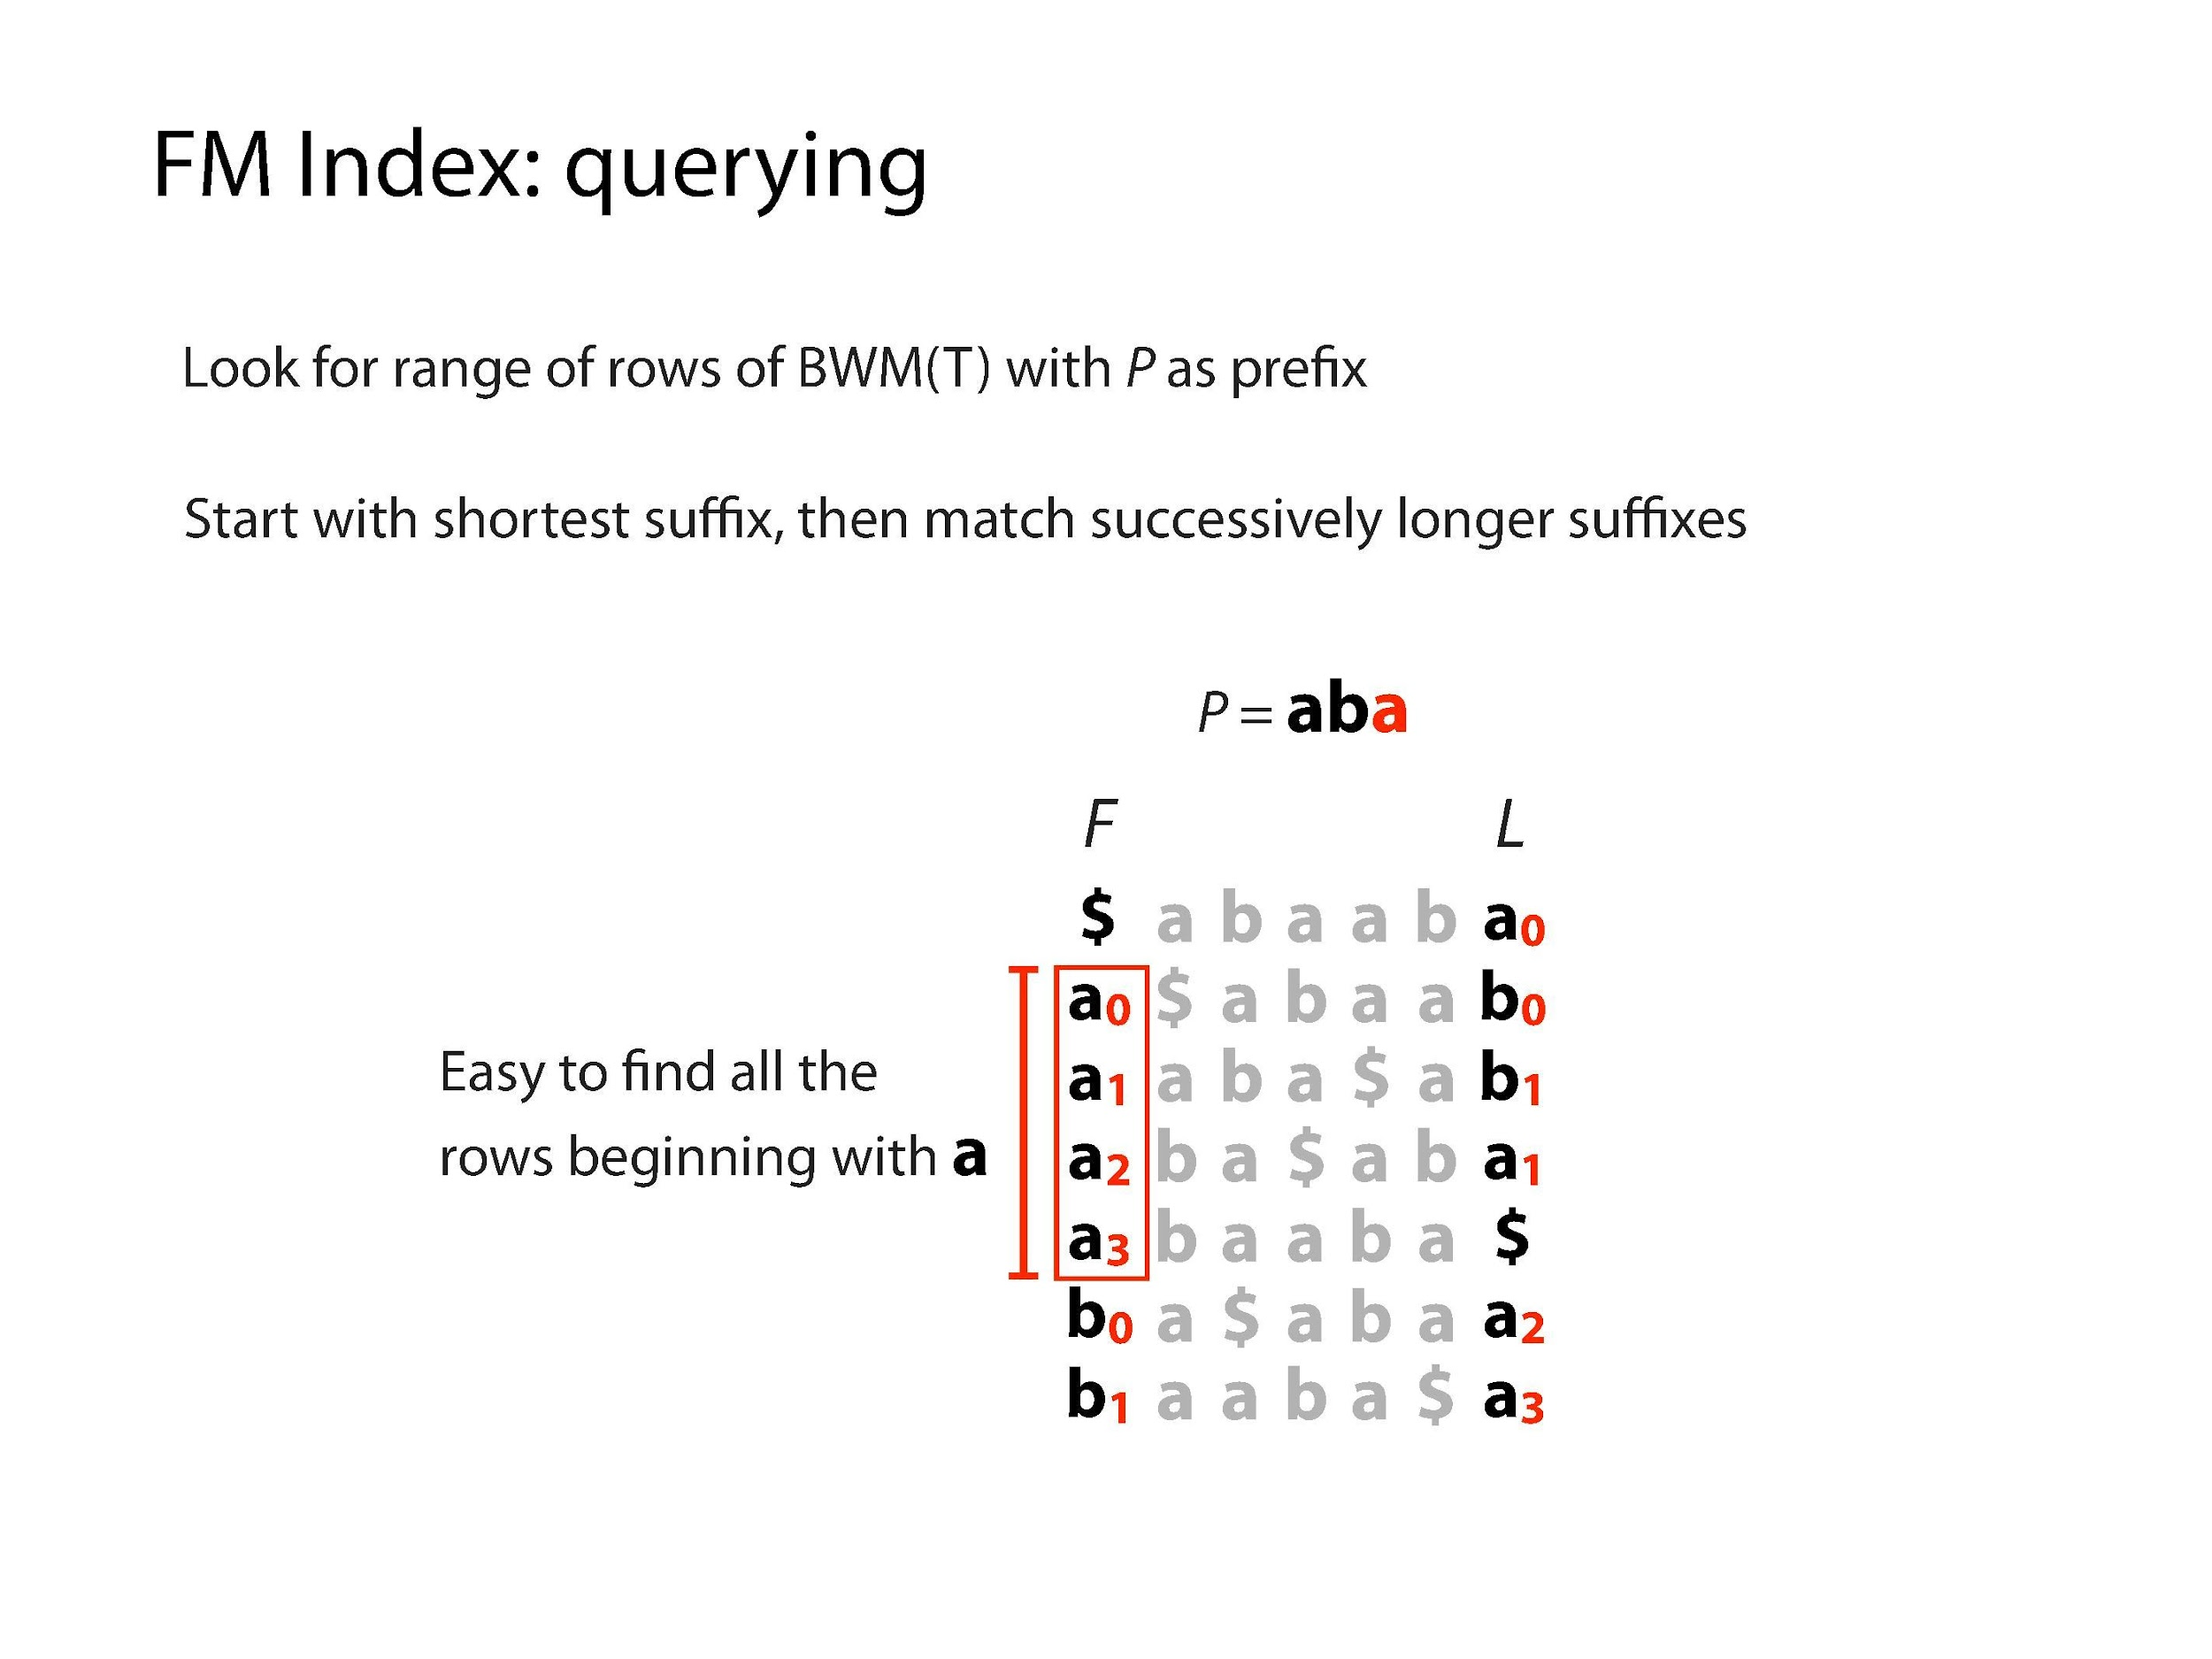 FM Index: querying
Look for range of rows of BWM(T) with P as prefix
Start with shortest suffix, then match successively longer suffixes
P = aba
F L
$ a b a a b a0
a0 $ a b a a b0
a1 a b a $ a b1
Easy to find all the
rows beginning with a
a2 b a $ a b a1
a3 b a a b a $
b0 a $ a b a a2
b1 a a b a $ a3